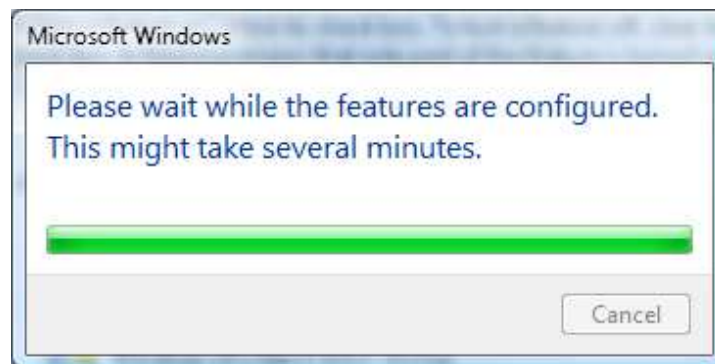 Microsoft Windows
Please wait while the features are configured.
This might take several minutes.
Cancel